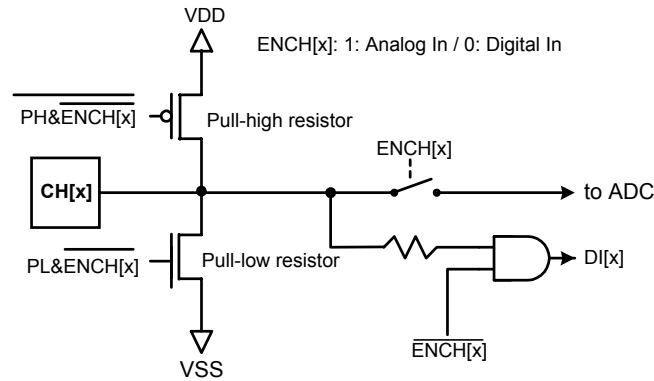 VDD
ENCH[x]: 1: Analog In / 0: Digital In
PH&ENCH[x]
Pull-high resistor
ENCH[x]
CH[x]
to ADC
PL&ENCH[x]
Pull-low resistor
DI[x]
ENCH[x]
VSS